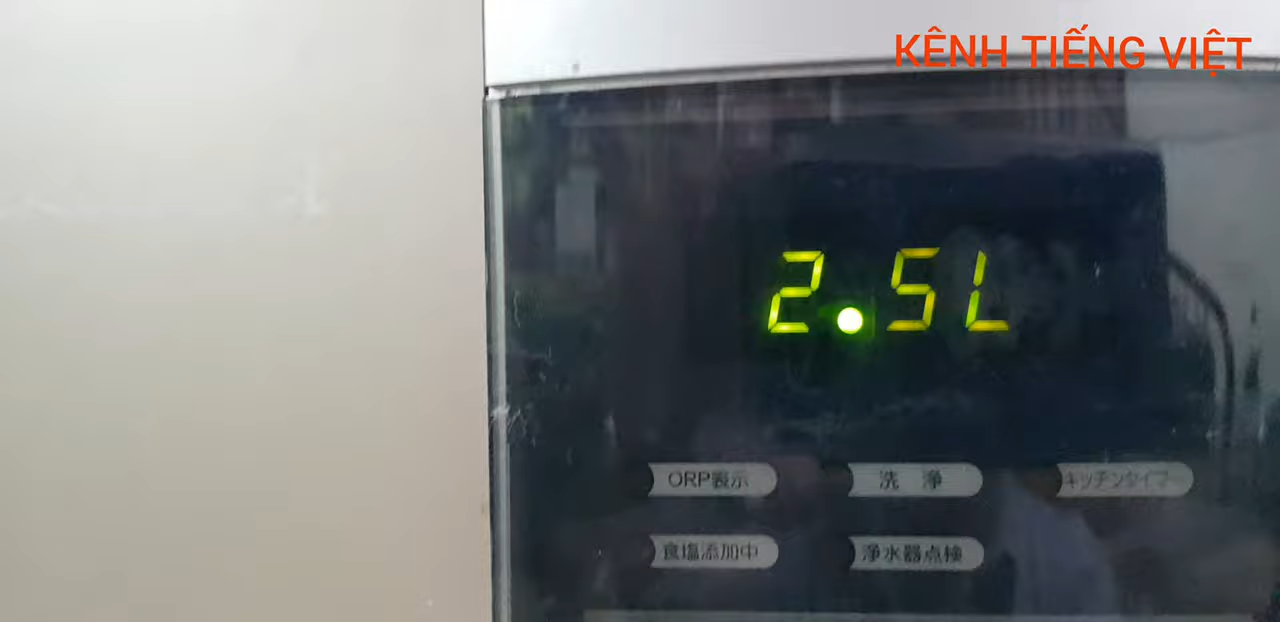 KÊNH TIẾNG VIỆT
2.5L
ORP表示
洗 浄
キッチンタイマー
食塩添加中
浄水器点検